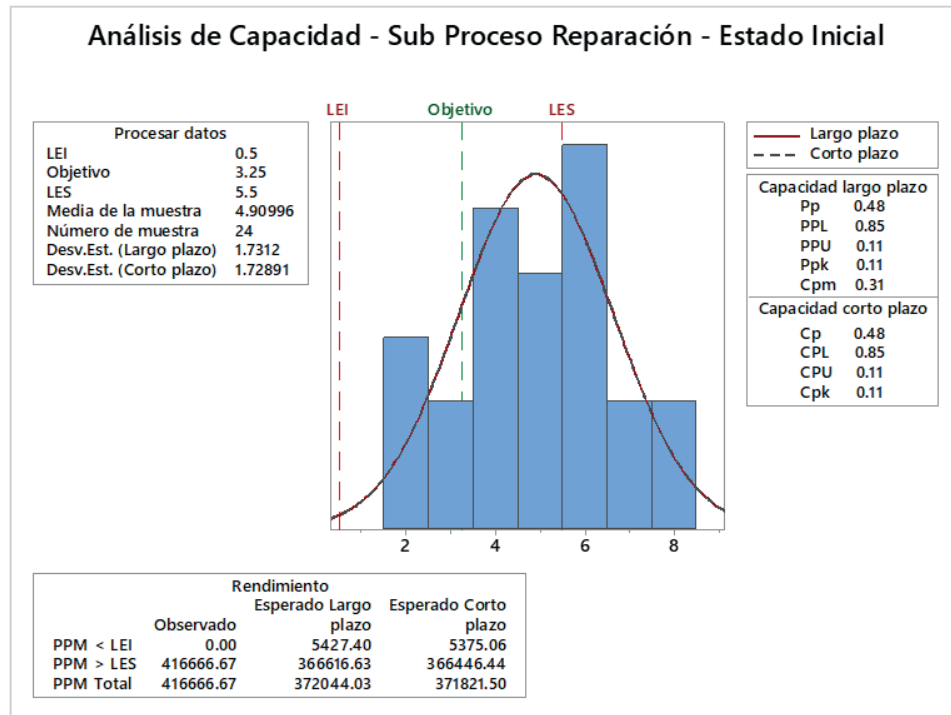 Análisis de Capacidad - Sub Proceso Reparación - Estado Inicial
LEI Objetivo LES
Procesar datos
LEI 0.5
Objetivo 3.25
LES 5.5
Media de la muestra 4.90996
Número de muestra 24
Desv.Est. (Largo plazo) 1.7312
Desv.Est. (Corto plazo) 1.72891
Largo plazo
Corto plazo
Capacidad largo plazo
Pp 0.48
PPL 0.85
PPU 0.11
Ppk 0.11
Cpm 0.31
Capacidad corto plazo
Cp 0.48
CPL 0.85
CPU 0.11
Cpk 0.11
2 4 6 8
Rendimiento
Esperado Largo Esperado Corto
Observado plazo plazo
PPM < LEI 0.00 5427.40 5375.06
PPM > LES 416666.67 366616.63 366446.44
PPM Total 416666.67 372044.03 371821.50